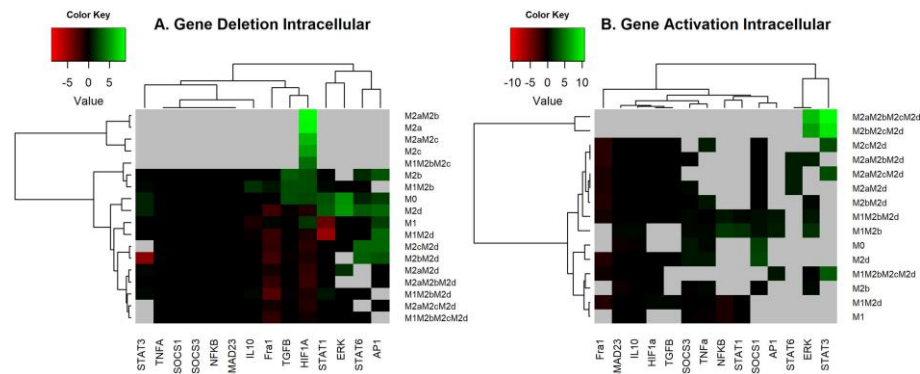 Color Key
A. Gene Deletion Intracellular
-5 0 5
Value
M2aM2b
M2a
M2aM2c
M2c
M1M2bM2c
M2b
M1M2b
M0
M2d
M1
M1M2d
M2cM2d
M2bM2d
M2aM2d
M2aM2bM2d
M1M2bM2d
M2aM2cM2d
M1M2bM2cM2d
STAT3 TNFA SOCS1 SOCS3 NFKB MAD23 IL10 Fra1 TGFB HIF1A STAT1 ERK STAT6 AP1
Color Key
B. Gene Activation Intracellular
-10 0 5 10
Value
M2aM2bM2cM2d
M2bM2cM2d
M2cM2d
M2aM2bM2d
M2aM2cM2d
M2aM2d
M2bM2d
M1M2bM2d
M1M2b
M0
M2d
M1M2bM2cM2d
M2b
M1M2d
M1
Fra1 MAD23 IL10 HIF1a TGFB SOCS3 TNFa NFKB STAT1 SOCS1 AP1 STAT6 ERK STAT3